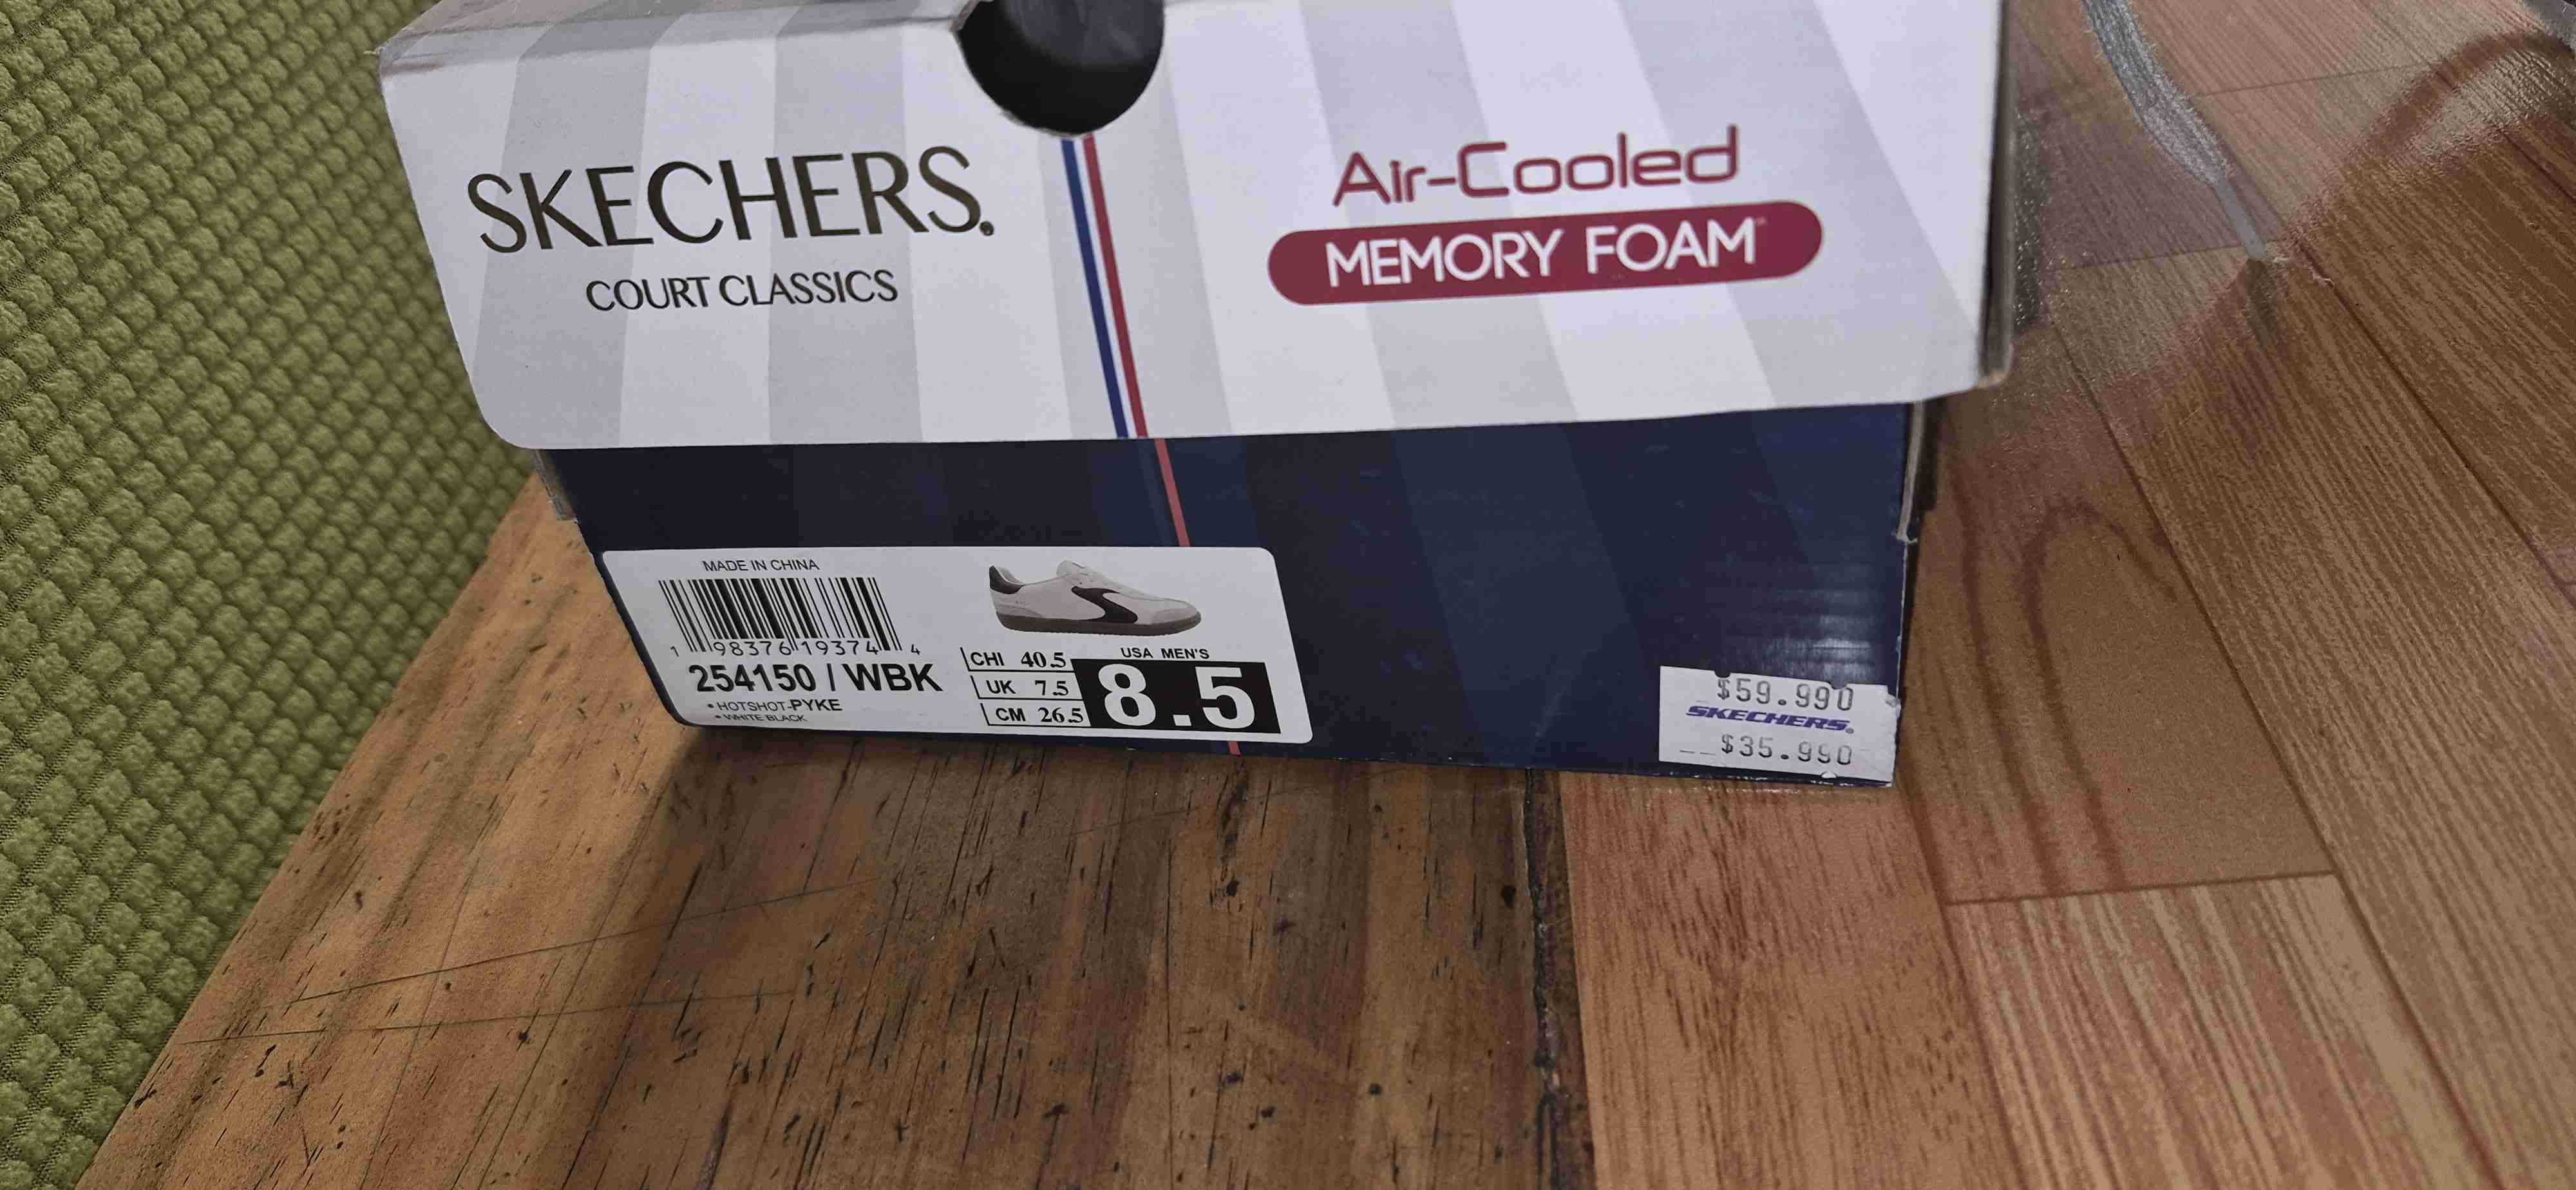 SKECHERS.
COURT CLASSICS
Air-Cooled
MEMORY FOAM
MADE IN CHINA
1 98376 19374 4
254150 / WBK
• HOTSHOT-PYKE
• WHITE BLACK
CHI 40.5
UK 7.5
CM 26.5
USA MEN'S
8.5
$59.990
SKECHERS.
$35.990